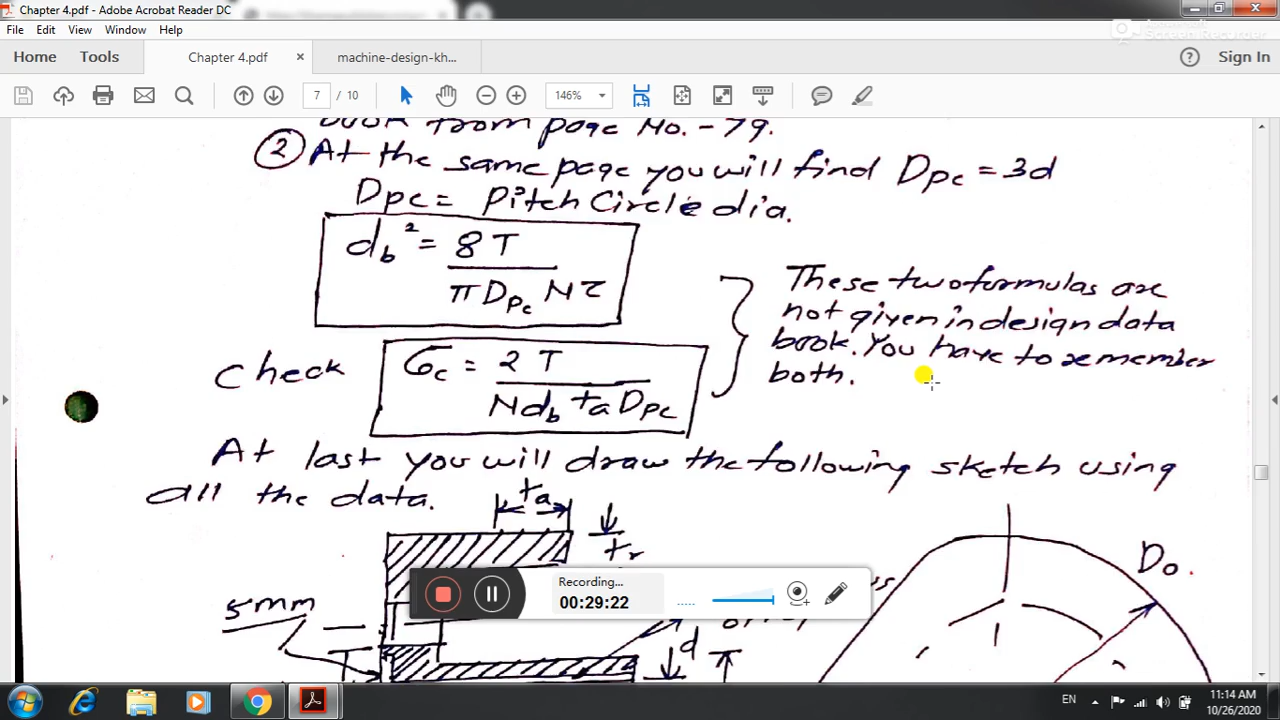 Chapter 4.pdf - Adobe Acrobat Reader DC
File Edit View Window Help
Home Tools Chapter 4.pdf × machine-design-kh... Sign In
7 / 10 146%
book from page No. - 79.
② At the same page you will find Dpc = 3d
Dpc = Pitch Circle dia.
db² = 8T / π Dpc N τ
These two formulas are
not given in design data
book. You have to remember
both.
check σc = 2T / N db ta Dpc
At last you will draw the following sketch using
all the data.
ta
tr
Do.
5mm
d
Recording...
00:29:22
EN
11:14 AM
10/26/2020